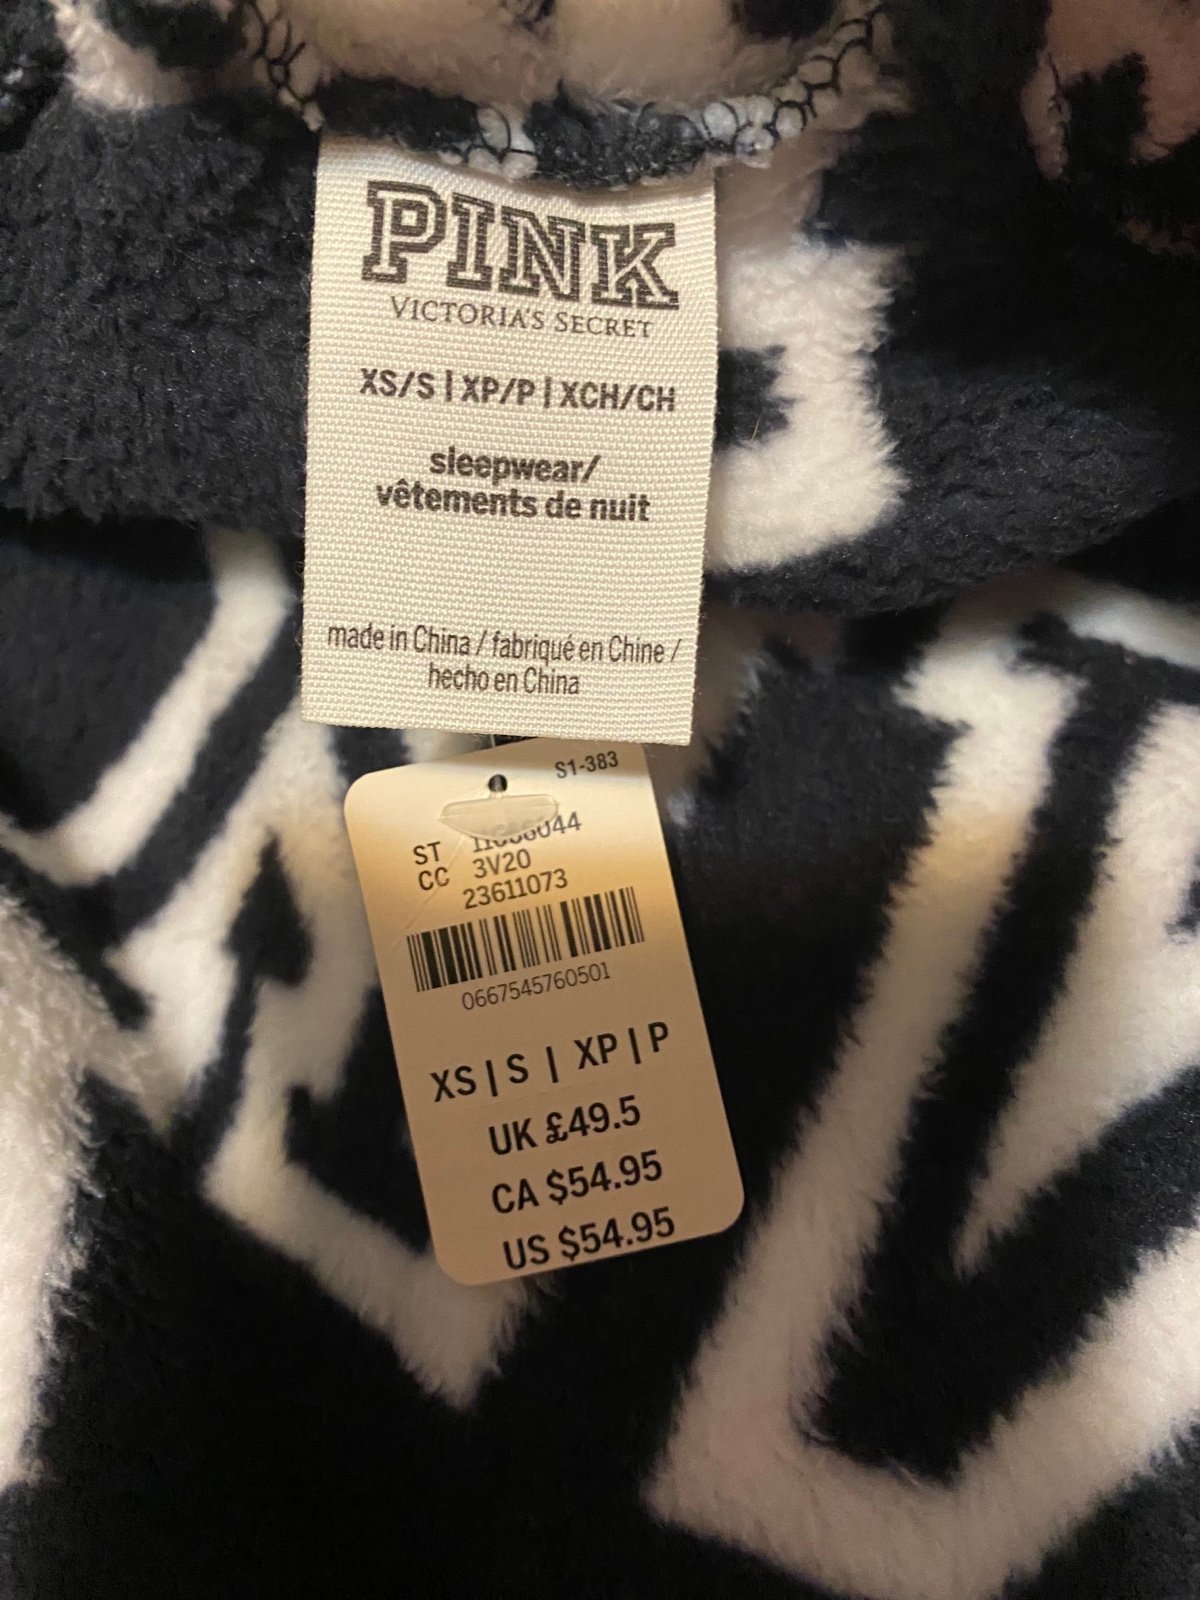 PINK
VICTORIA'S SECRET
XS/S | XP/P | XCH/CH
sleepwear/
vêtements de nuit
made in China / fabriqué en Chine /
hecho en China
S1-383
ST
CC 3V20
23611073
0667545760501
XS | S | XP | P
UK £49.5
CA $54.95
US $54.95